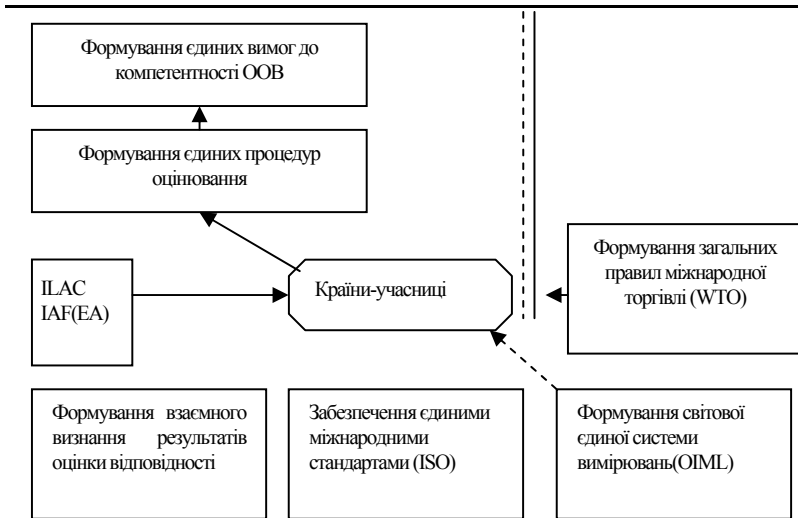 Формування єдиних вимог до
компетентності ООВ
Формування єдиних процедур
оцінювання
ILAC
IAF(EA)
Країни-учасниці
Формування загальних
правил міжнародної
торгівлі (WTO)
Формування взаємного
визнання результатів
оцінки відповідності
Забезпечення єдиними
міжнародними
стандартами (ISO)
Формування світової
єдиної системи
вимірювань(OIML)